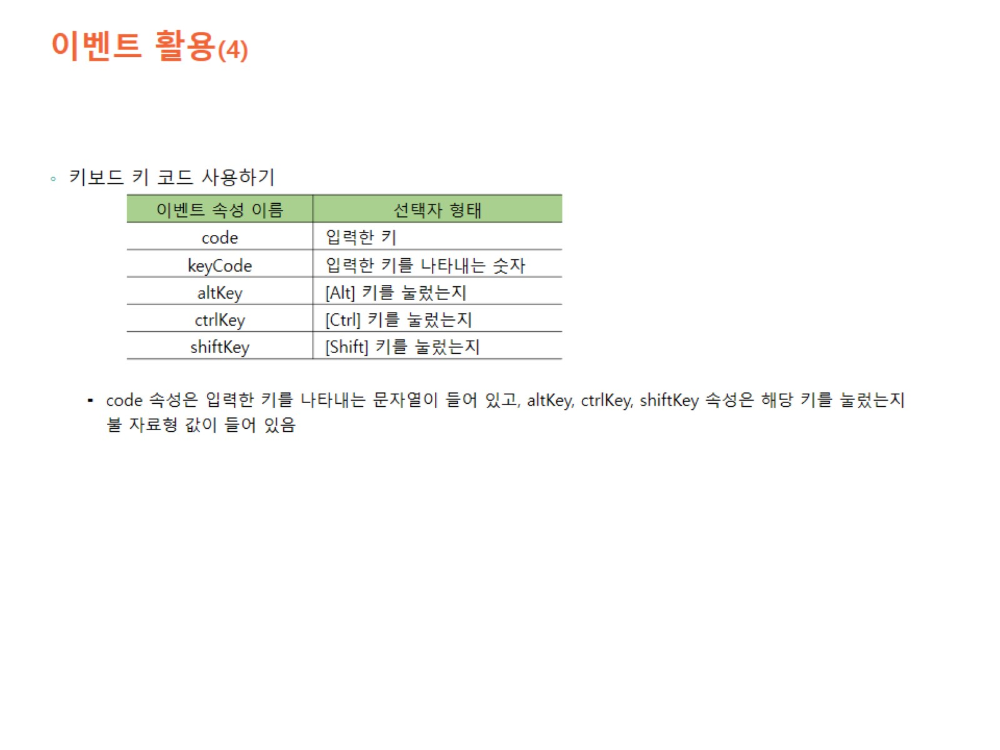 이벤트 활용(4)
◦ 키보드 키 코드 사용하기
이벤트 속성 이름 선택자 형태
code 입력한 키
keyCode 입력한 키를 나타내는 숫자
altKey [Alt] 키를 눌렀는지
ctrlKey [Ctrl] 키를 눌렀는지
shiftKey [Shift] 키를 눌렀는지
▪ code 속성은 입력한 키를 나타내는 문자열이 들어 있고, altKey, ctrlKey, shiftKey 속성은 해당 키를 눌렀는지
불 자료형 값이 들어 있음